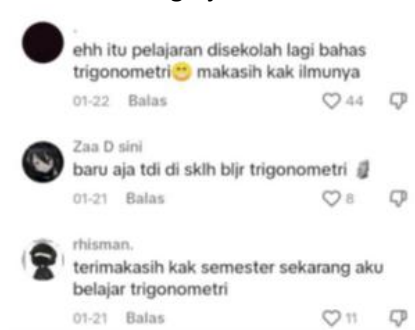 .
ehh itu pelajaran disekolah lagi bahas
trigonometri😁 makasih kak ilmunya
01-22 Balas 44
Zaa D sini
baru aja tdi di sklh bljr trigonometri 🗿
01-21 Balas 8
rhisman.
terimakasih kak semester sekarang aku
belajar trigonometri
01-21 Balas 11